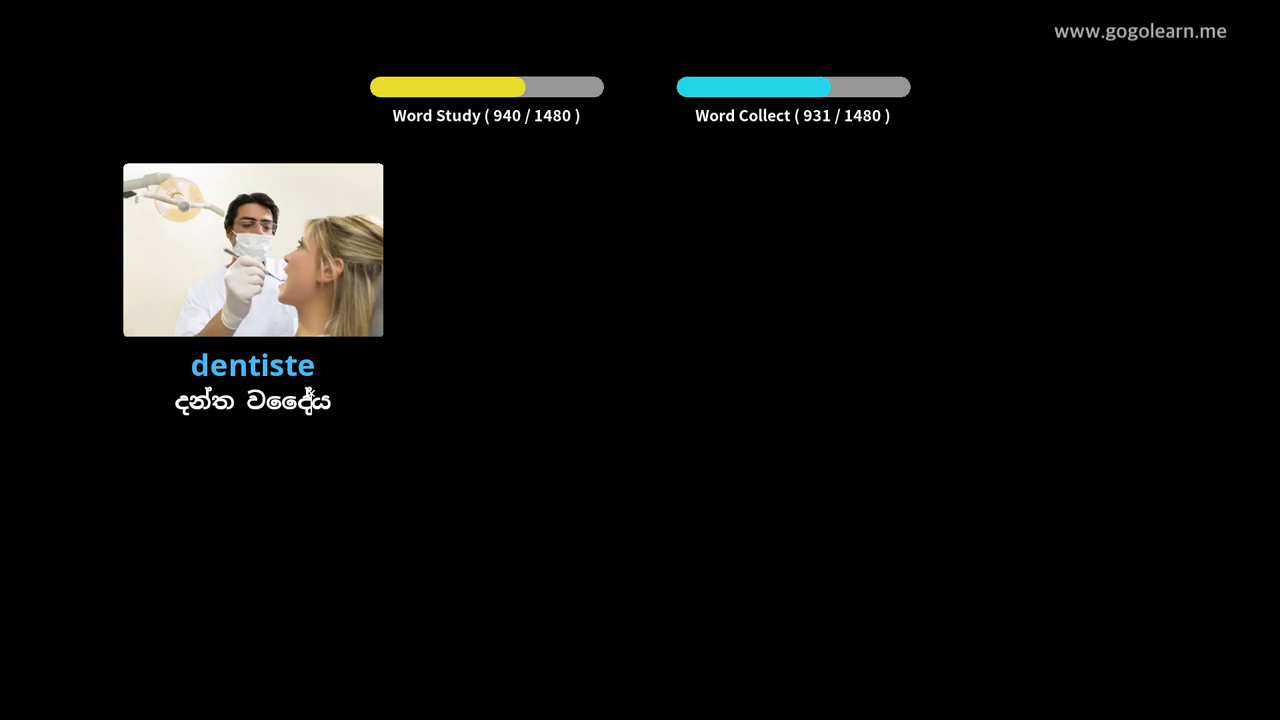 www.gogolearn.me
Word Study ( 940 / 1480 )
Word Collect ( 931 / 1480 )
dentiste
දන්ත වෛද්‍ය